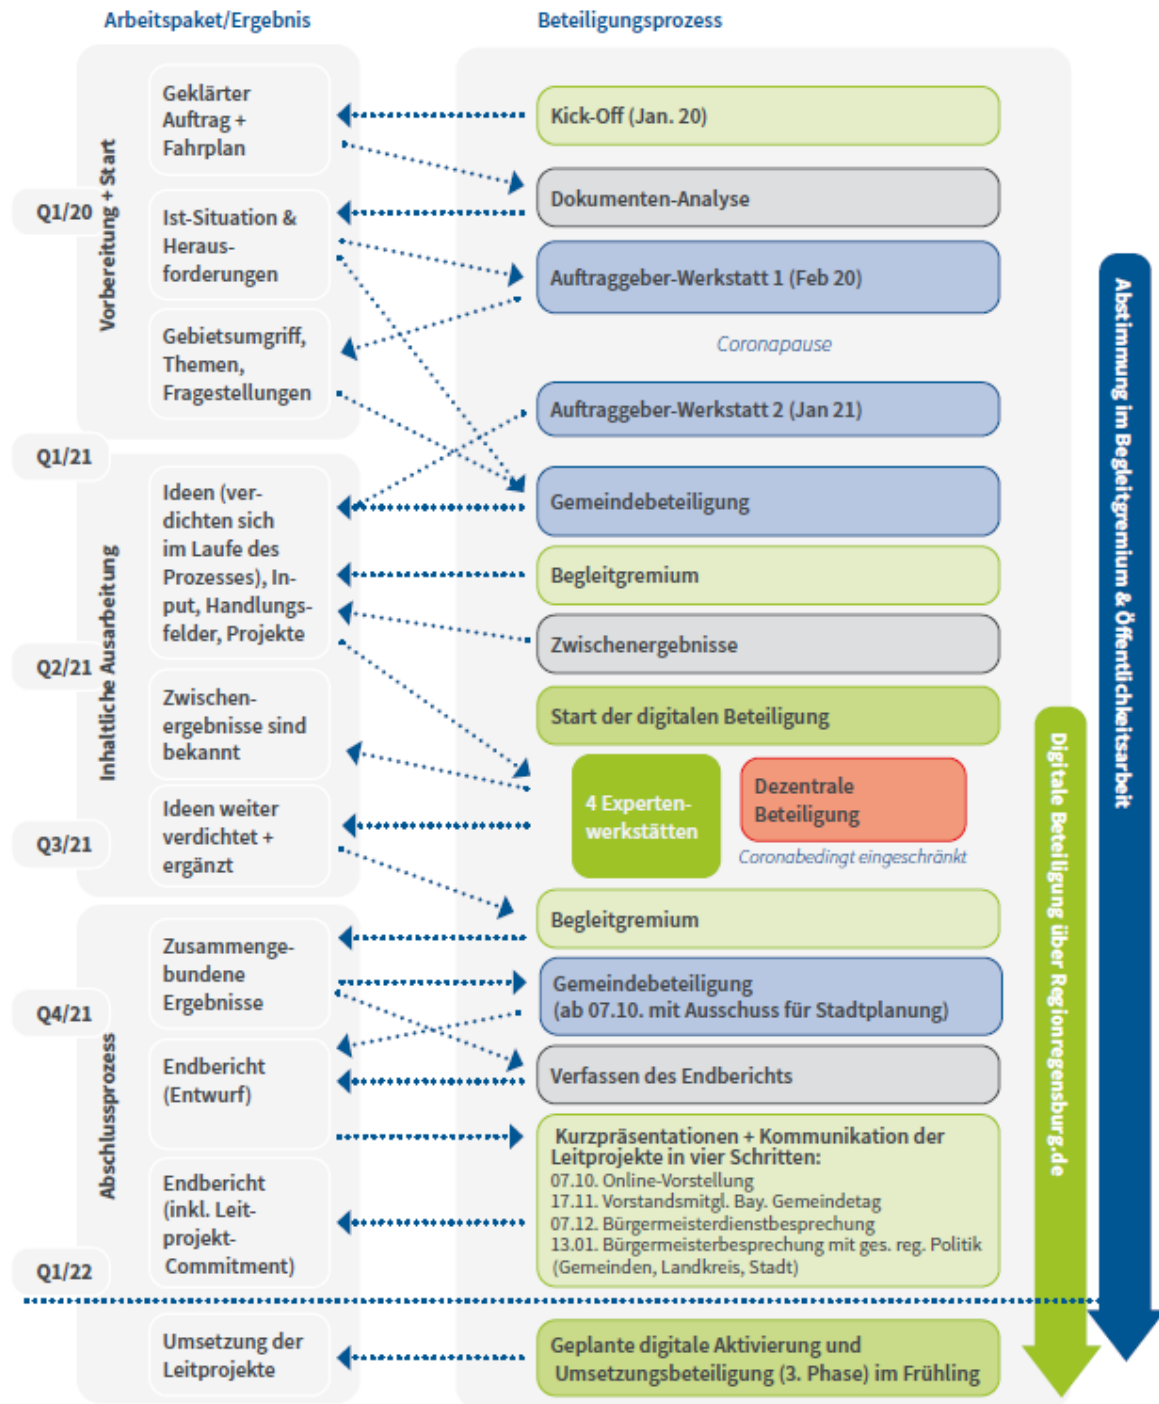 Arbeitspaket/Ergebnis
Beteiligungsprozess
Vorbereitung + Start
Q1/20
Geklärter
Auftrag +
Fahrplan
Kick-Off (Jan. 20)
Dokumenten-Analyse
Ist-Situation &
Heraus-
forderungen
Auftraggeber-Werkstatt 1 (Feb 20)
Gebietsumgriff,
Themen,
Fragestellungen
Coronapause
Auftraggeber-Werkstatt 2 (Jan 21)
Q1/21
Inhaltliche Ausarbeitung
Ideen (ver-
dichten sich
im Laufe des
Prozesses), In-
put, Handlungs-
felder, Projekte
Gemeindebeteiligung
Begleitgremium
Zwischenergebnisse
Q2/21
Zwischen-
ergebnisse sind
bekannt
Start der digitalen Beteiligung
4 Experten-
werkstätten
Dezentrale
Beteiligung
Coronabedingt eingeschränkt
Q3/21
Ideen weiter
verdichtet +
ergänzt
Begleitgremium
Abschlussprozess
Zusammenge-
bundene
Ergebnisse
Q4/21
Gemeindebeteiligung
(ab 07.10. mit Ausschuss für Stadtplanung)
Endbericht
(Entwurf)
Verfassen des Endberichts
Kurzpräsentationen + Kommunikation der
Leitprojekte in vier Schritten:
07.10. Online-Vorstellung
17.11. Vorstandsmitgl. Bay. Gemeindetag
07.12. Bürgermeisterdienstbesprechung
13.01. Bürgermeisterbesprechung mit ges. reg. Politik
(Gemeinden, Landkreis, Stadt)
Endbericht
(inkl. Leit-
projekt-
Commitment)
Q1/22
Umsetzung der
Leitprojekte
Geplante digitale Aktivierung und
Umsetzungsbeteiligung (3. Phase) im Frühling
Digitale Beteiligung über Regionregensburg.de
Abstimmung im Begleitgremium & Öffentlichkeitsarbeit